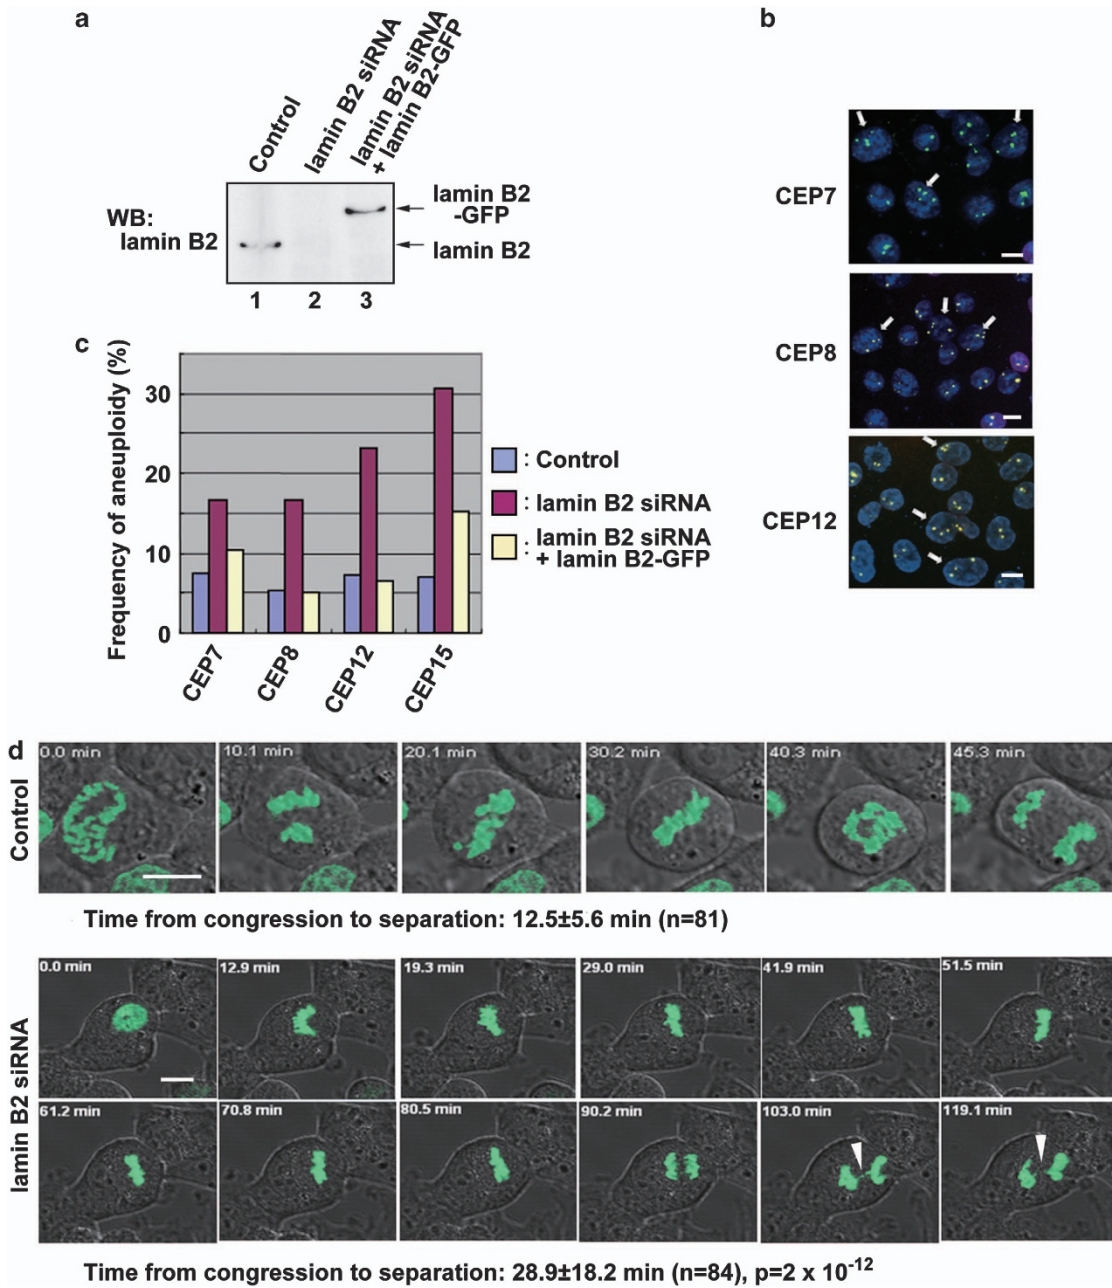 a
Control
lamin B2 siRNA
lamin B2 siRNA
+ lamin B2-GFP
WB:
lamin B2
lamin B2
-GFP
lamin B2
1 2 3
b
CEP7
CEP8
CEP12
c
Frequency of aneuploidy (%)
30
20
10
0
CEP7
CEP8
CEP12
CEP15
: Control
: lamin B2 siRNA
: lamin B2 siRNA
+ lamin B2-GFP
d
Control
0.0 min 10.1 min 20.1 min 30.2 min 40.3 min 45.3 min
Time from congression to separation: 12.5±5.6 min (n=81)
lamin B2 siRNA
0.0 min 12.9 min 19.3 min 29.0 min 41.9 min 51.5 min
61.2 min 70.8 min 80.5 min 90.2 min 103.0 min 119.1 min
Time from congression to separation: 28.9±18.2 min (n=84), p=2 x 10⁻¹²